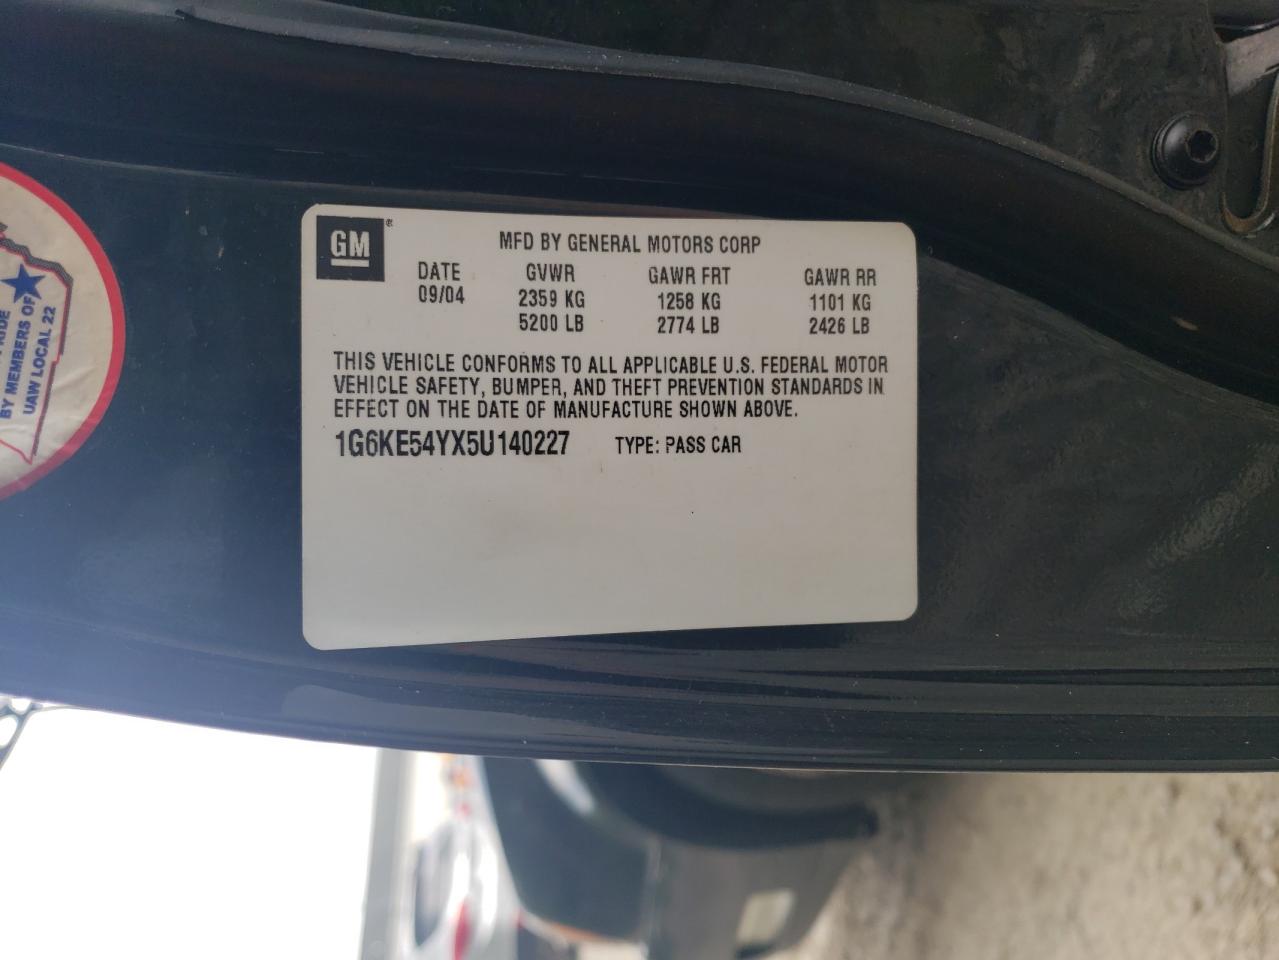 GM®
MFD BY GENERAL MOTORS CORP
DATE GVWR GAWR FRT GAWR RR
09/04 2359 KG 1258 KG 1101 KG
5200 LB 2774 LB 2426 LB
THIS VEHICLE CONFORMS TO ALL APPLICABLE U.S. FEDERAL MOTOR
VEHICLE SAFETY, BUMPER, AND THEFT PREVENTION STANDARDS IN
EFFECT ON THE DATE OF MANUFACTURE SHOWN ABOVE.
1G6KE54YX5U140227 TYPE: PASS CAR
BY MEMBERS OF
UAW LOCAL 22